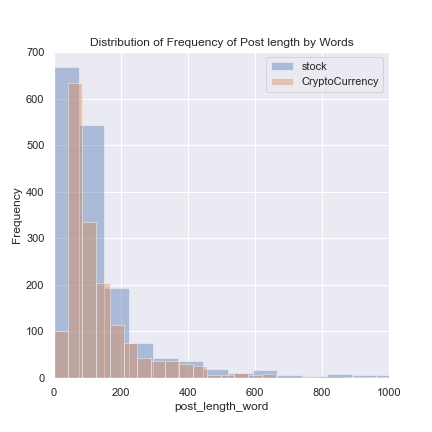 Distribution of Frequency of Post length by Words
stock
CryptoCurrency
700
600
500
400
300
200
100
0
Frequency
0 200 400 600 800 1000
post_length_word